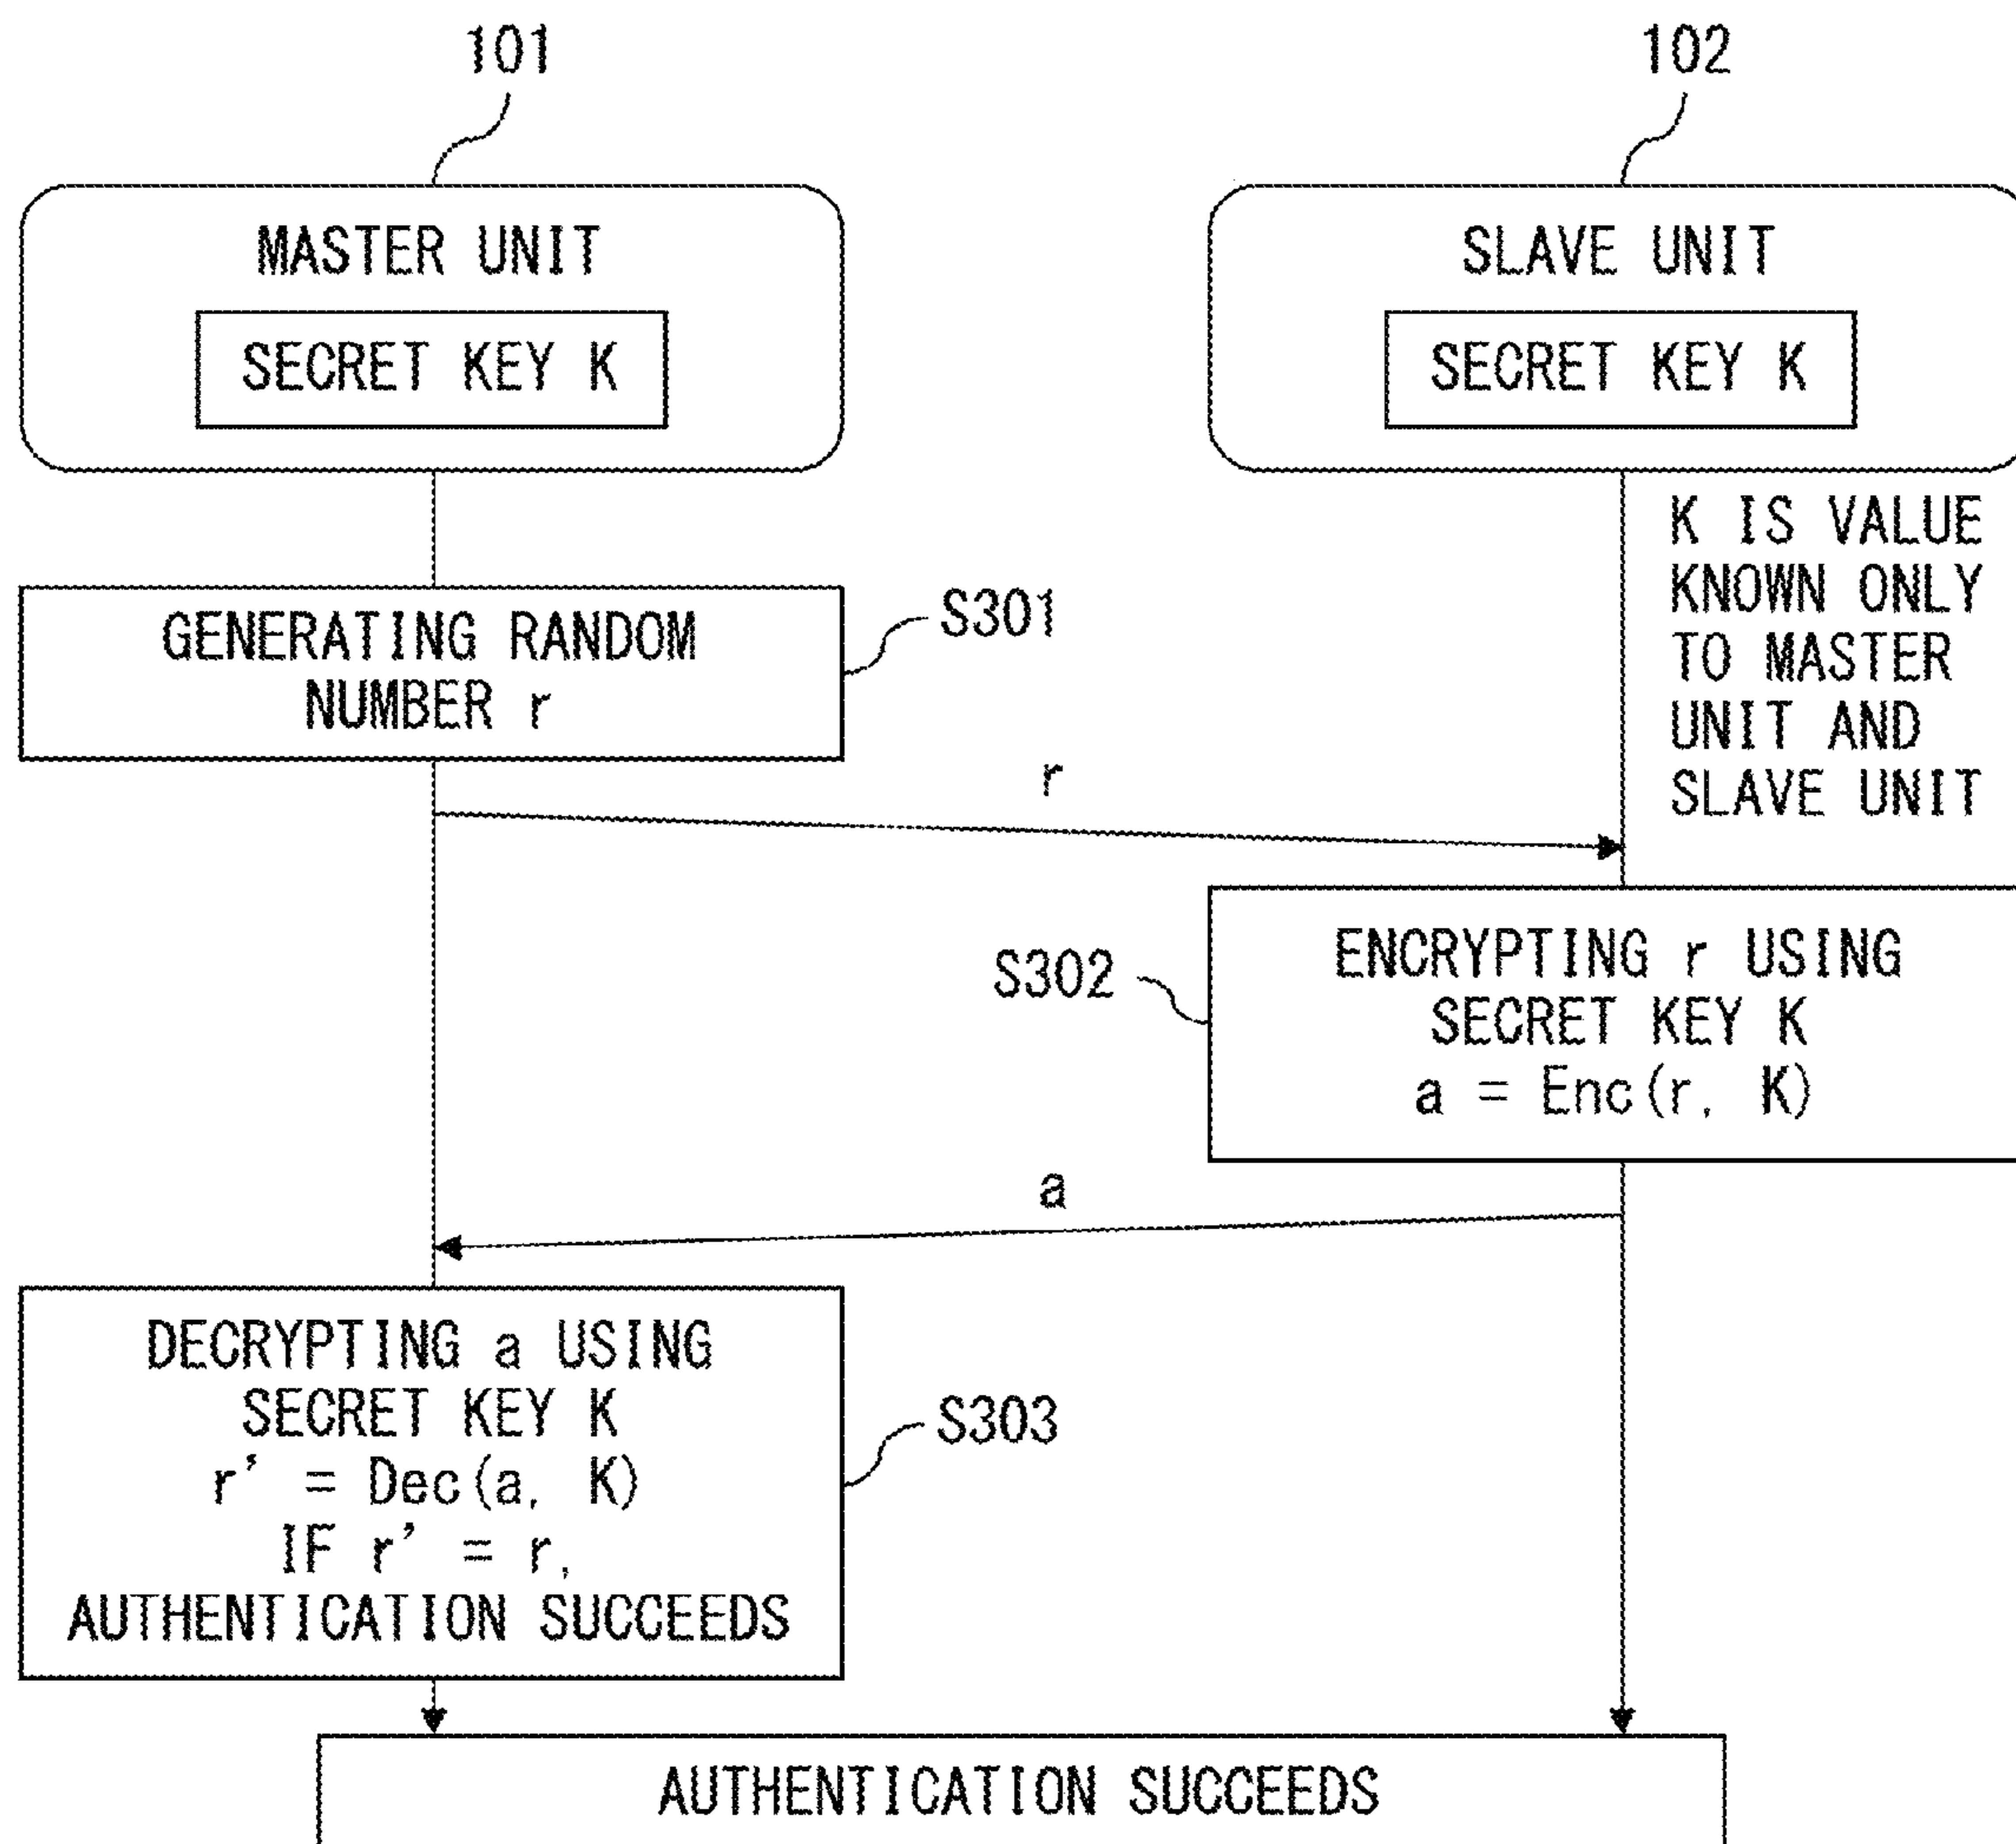 101
102
MASTER UNIT
SECRET KEY K
SLAVE UNIT
SECRET KEY K
K IS VALUE
KNOWN ONLY
TO MASTER
UNIT AND
SLAVE UNIT
GENERATING RANDOM
NUMBER r
S301
r
S302
ENCRYPTING r USING
SECRET KEY K
a = Enc(r, K)
a
DECRYPTING a USING
SECRET KEY K
r' = Dec(a, K)
IF r' = r,
AUTHENTICATION SUCCEEDS
S303
AUTHENTICATION SUCCEEDS